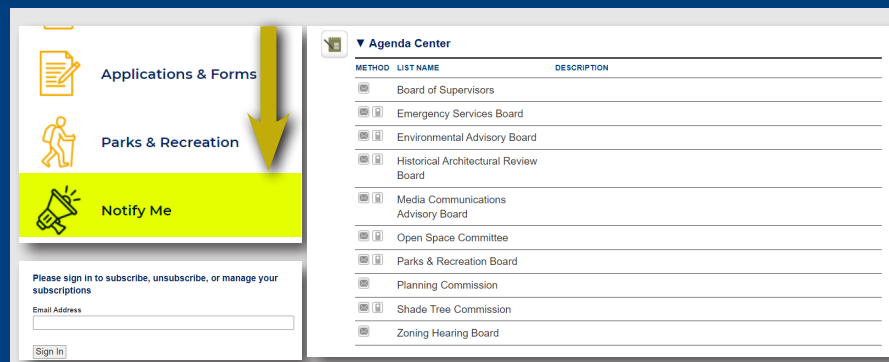 Applications & Forms
Parks & Recreation
Notify Me
Please sign in to subscribe, unsubscribe, or manage your
subscriptions
Email Address
Sign In
▼ Agenda Center
METHOD LIST NAME DESCRIPTION
Board of Supervisors
Emergency Services Board
Environmental Advisory Board
Historical Architectural Review
Board
Media Communications
Advisory Board
Open Space Committee
Parks & Recreation Board
Planning Commission
Shade Tree Commission
Zoning Hearing Board